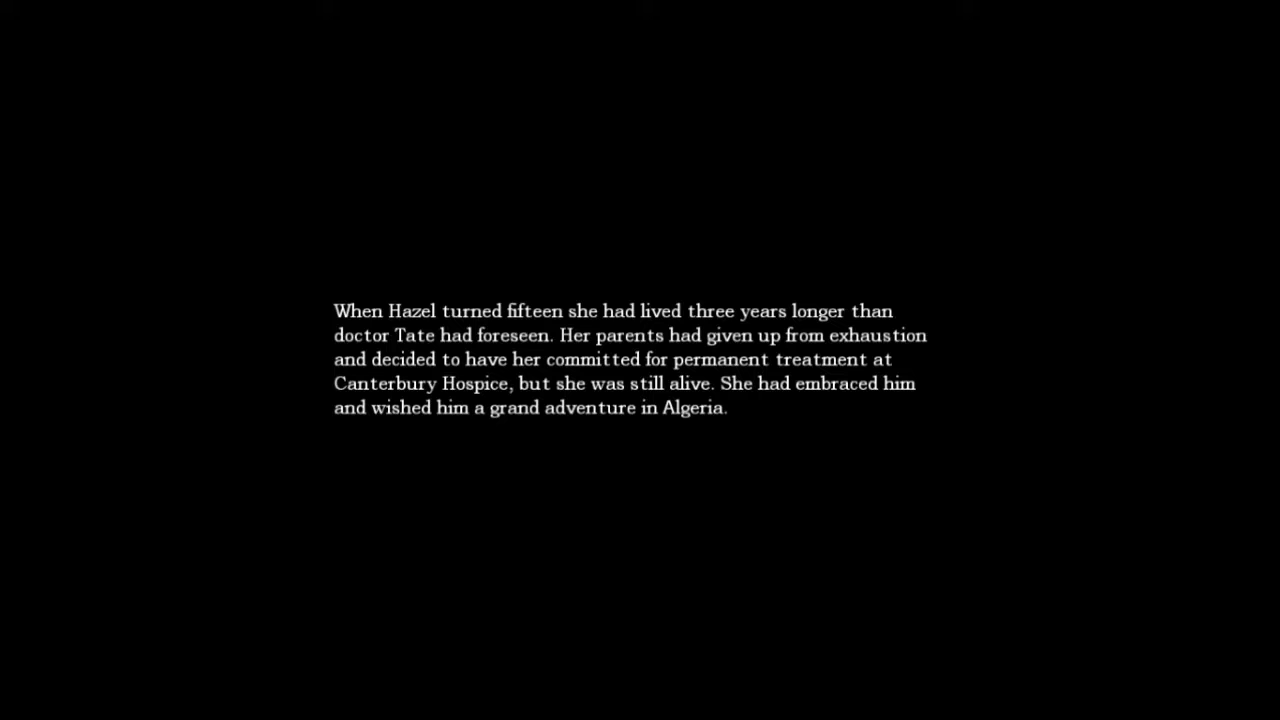 When Hazel turned fifteen she had lived three years longer than
doctor Tate had foreseen. Her parents had given up from exhaustion
and decided to have her committed for permanent treatment at
Canterbury Hospice, but she was still alive. She had embraced him
and wished him a grand adventure in Algeria.